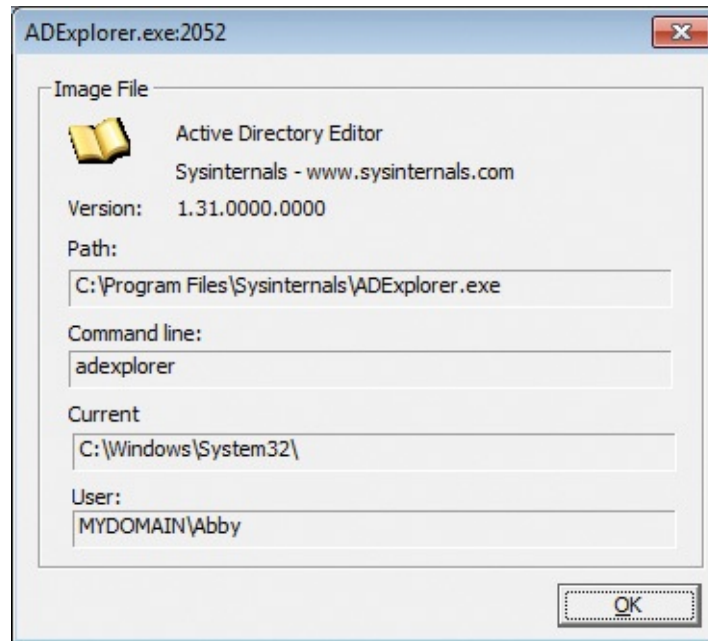 ADExplorer.exe:2052
Image File
Active Directory Editor
Sysinternals - www.sysinternals.com
Version: 1.31.0000.0000
Path:
C:\Program Files\Sysinternals\ADExplorer.exe
Command line:
adexplorer
Current
C:\Windows\System32\
User:
MYDOMAIN\Abby
OK